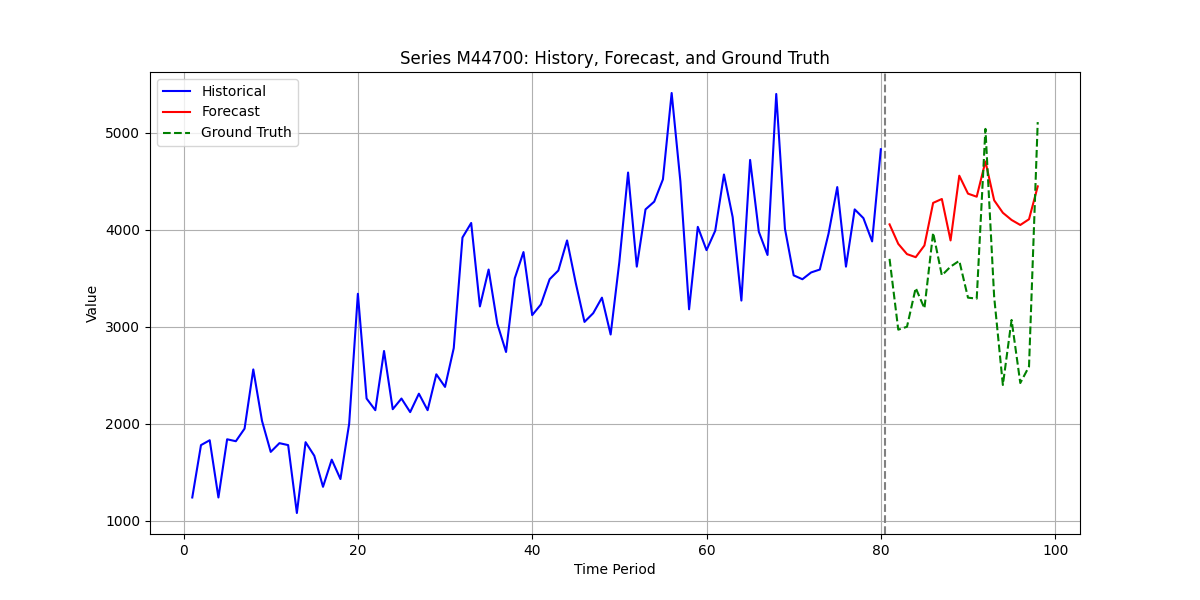 Series M44700: History, Forecast, and Ground Truth
Historical
Forecast
Ground Truth
5000
4000
3000
2000
1000
Value
0 20 40 60 80 100
Time Period